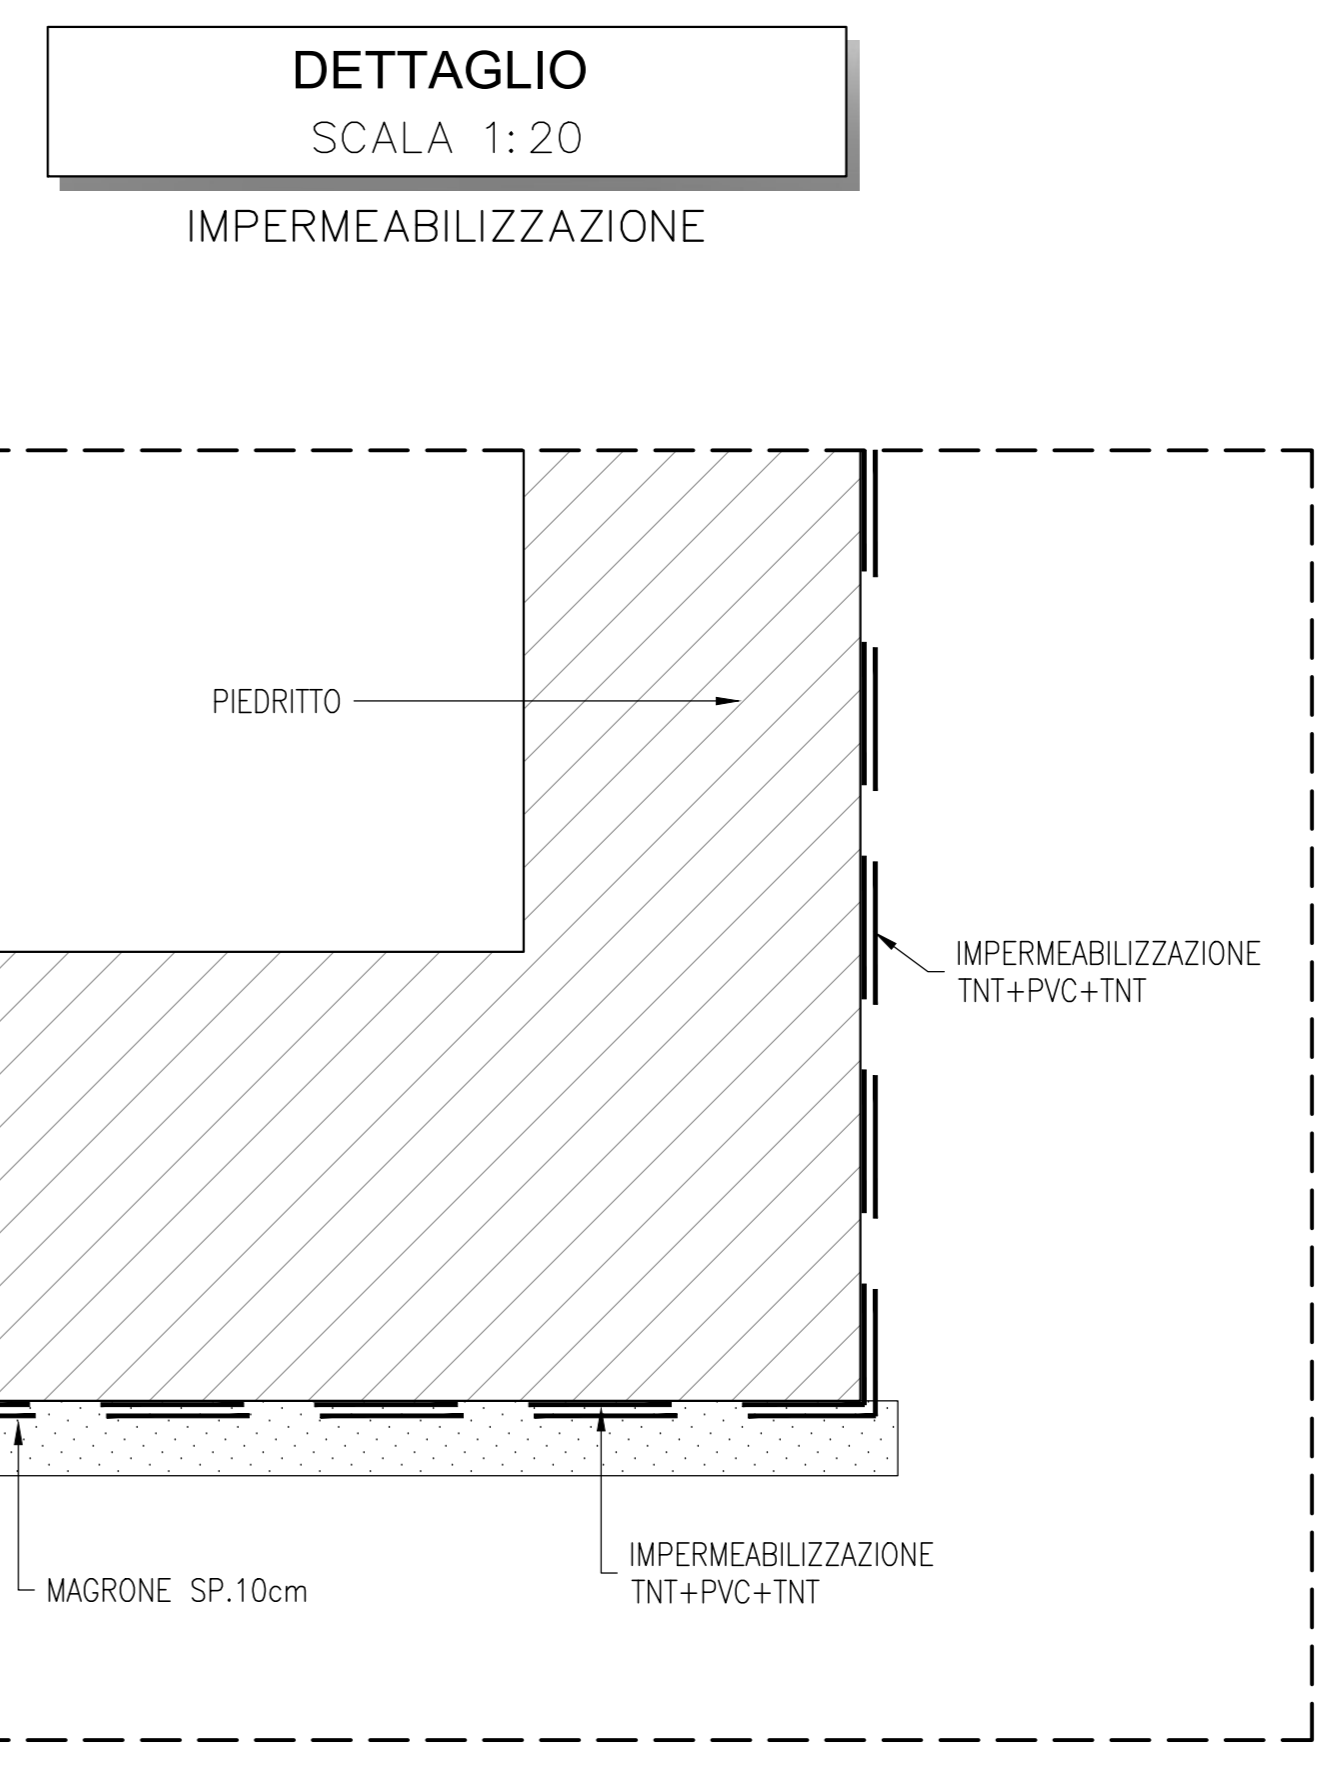 DETTAGLIO
SCALA 1:20
IMPERMEABILIZZAZIONE
PIEDRITTO
IMPERMEABILIZZAZIONE
TNT+PVC+TNT
IMPERMEABILIZZAZIONE
TNT+PVC+TNT
MAGRONE SP.10cm